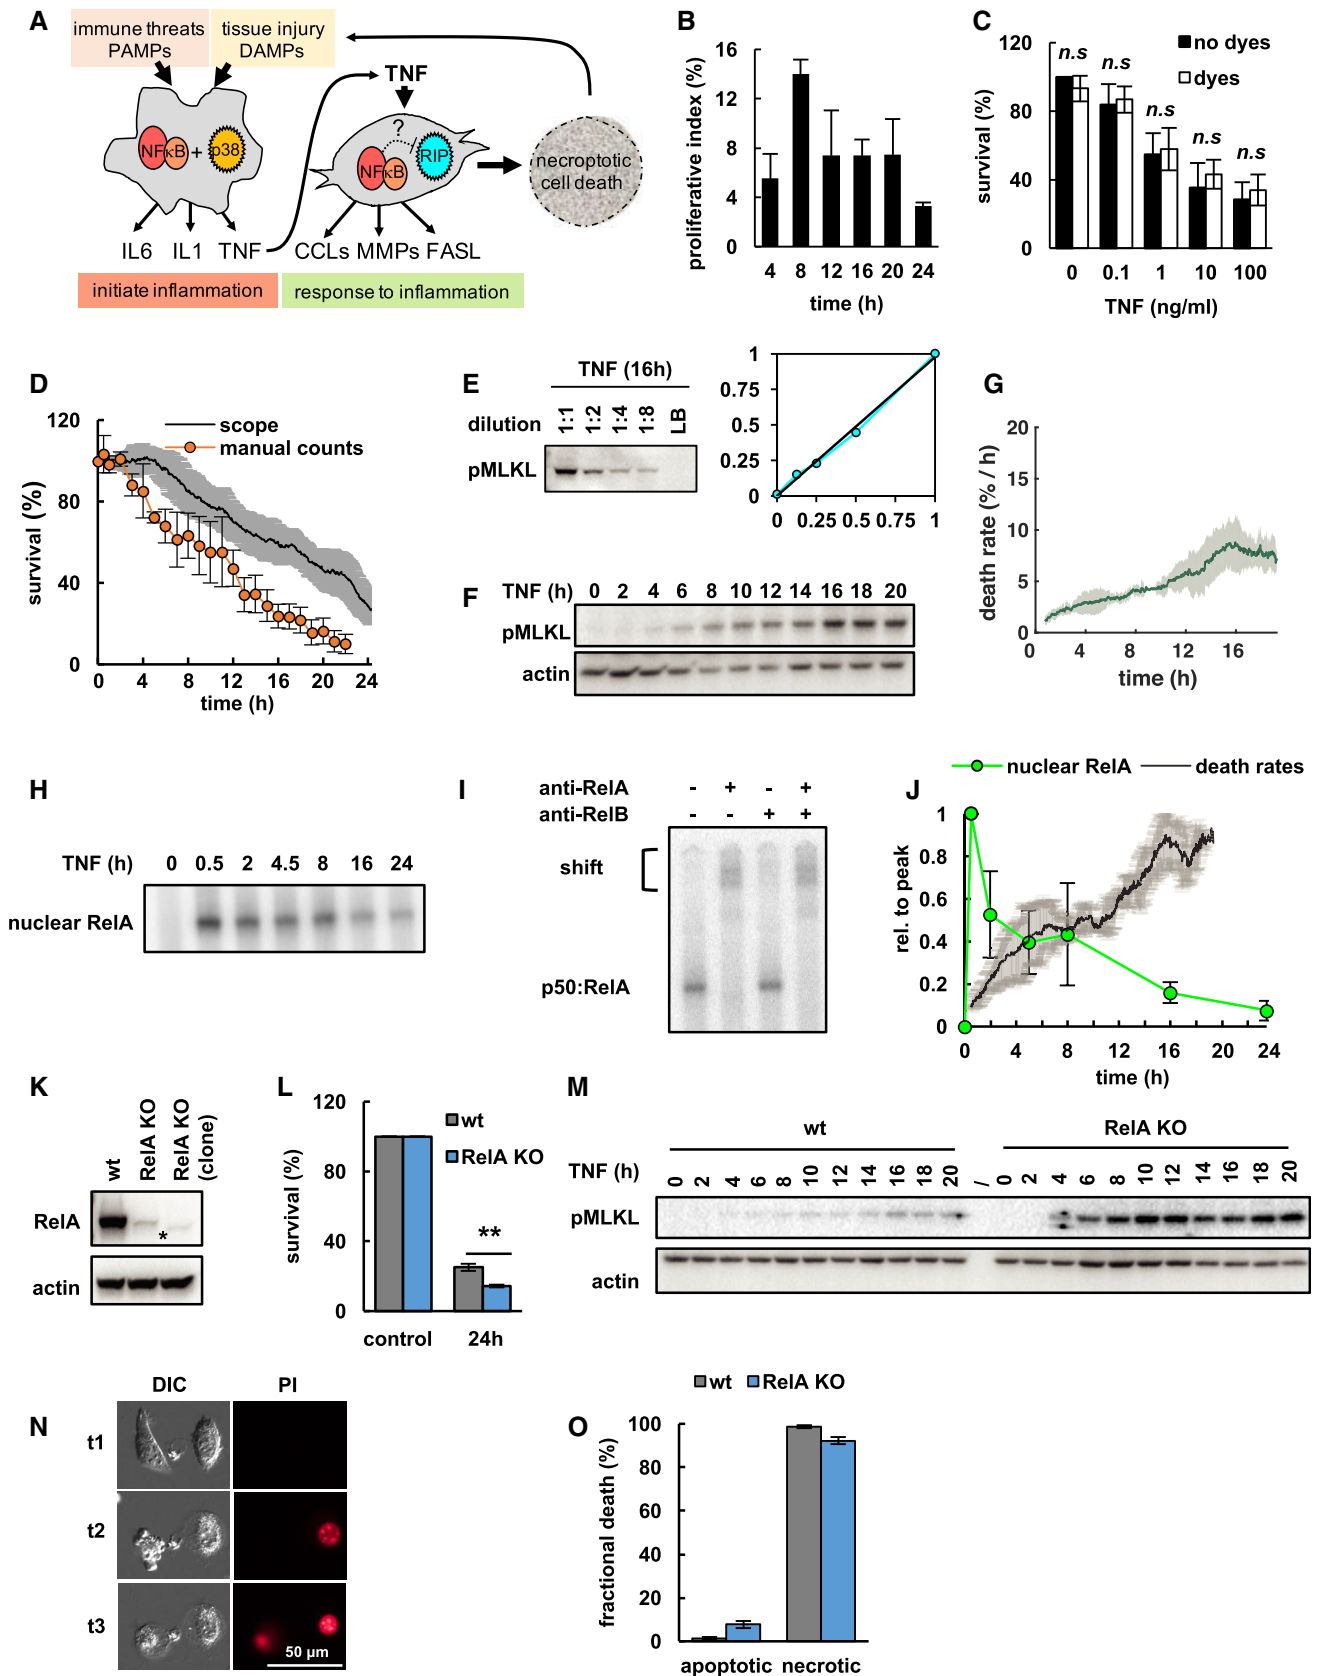 A
immune threats
PAMPs
tissue injury
DAMPs
NF κB + p38
IL6 IL1 TNF
initiate inflammation
TNF
?
NF κB RIP
CCLs MMPs FASL
response to inflammation
necroptotic
cell death
B
proliferative index (%)
16
12
8
4
0
4 8 12 16 20 24
time (h)
C
survival (%)
120
80
40
0
no dyes
dyes
n.s n.s n.s n.s n.s
0 0.1 1 10 100
TNF (ng/ml)
D
survival (%)
120
80
40
0
scope
manual counts
0 4 8 12 16 20 24
time (h)
E
TNF (16h)
dilution 1:1 1:2 1:4 1:8 LB
pMLKL
1
0.75
0.5
0.25
0
0 0.25 0.5 0.75 1
F
TNF (h) 0 2 4 6 8 10 12 14 16 18 20
pMLKL
actin
G
death rate (% / h)
20
15
10
5
0
0 4 8 12 16
time (h)
H
TNF (h) 0 0.5 2 4.5 8 16 24
nuclear RelA
I
anti-RelA - + - +
anti-RelB - - + +
shift
p50:RelA
J
nuclear RelA death rates
rel. to peak
1
0.8
0.6
0.4
0.2
0
0 4 8 12 16 20 24
time (h)
K
wt RelA KO RelA KO (clone)
RelA
*
actin
L
survival (%)
120
80
40
0
wt
RelA KO
**
control 24h
M
wt RelA KO
TNF (h) 0 2 4 6 8 10 12 14 16 18 20 / 0 2 4 6 8 10 12 14 16 18 20
pMLKL
actin
N
DIC PI
t1
t2
t3
50 µm
O
wt RelA KO
fractional death (%)
100
80
60
40
20
0
apoptotic necrotic